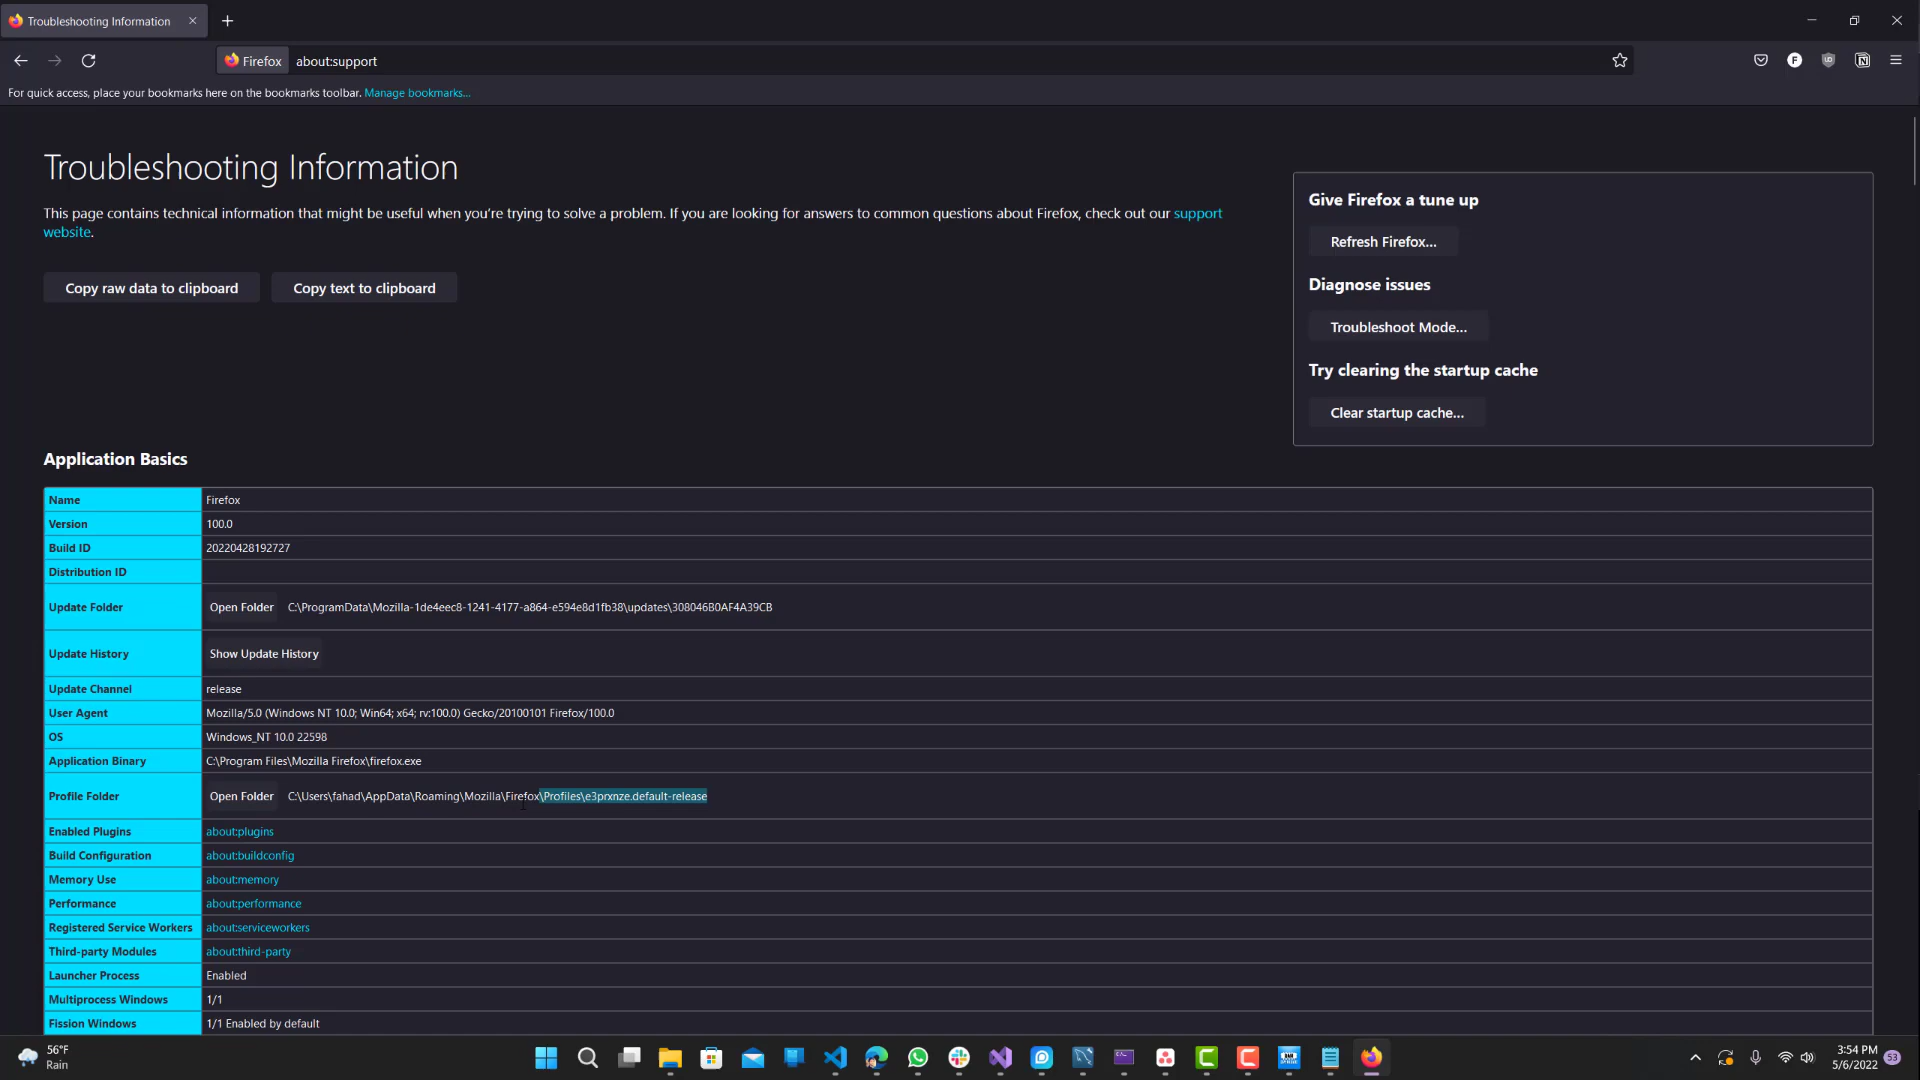 Troubleshooting Information
Firefox
about:support
For quick access, place your bookmarks here on the bookmarks toolbar. Manage bookmarks...
Troubleshooting Information
This page contains technical information that might be useful when you're trying to solve a problem. If you are looking for answers to common questions about Firefox, check out our support
website.
Copy raw data to clipboard
Copy text to clipboard
Give Firefox a tune up
Refresh Firefox...
Diagnose issues
Troubleshoot Mode...
Try clearing the startup cache
Clear startup cache...
Application Basics
Name Firefox
Version 100.0
Build ID 20220428192727
Distribution ID
Update Folder Open Folder C:\ProgramData\Mozilla-1de4eec8-1241-4177-a864-e594e8d1fb38\updates\308046B0AF4A39CB
Update History Show Update History
Update Channel release
User Agent Mozilla/5.0 (Windows NT 10.0; Win64; x64; rv:100.0) Gecko/20100101 Firefox/100.0
OS Windows_NT 10.0 22598
Application Binary C:\Program Files\Mozilla Firefox\firefox.exe
Profile Folder Open Folder C:\Users\fahad\AppData\Roaming\Mozilla\Firefox\Profiles\e3prxnze.default-release
Enabled Plugins about:plugins
Build Configuration about:buildconfig
Memory Use about:memory
Performance about:performance
Registered Service Workers about:serviceworkers
Third-party Modules about:third-party
Launcher Process Enabled
Multiprocess Windows 1/1
Fission Windows 1/1 Enabled by default
56°F
Rain
3:54 PM
5/6/2022
53